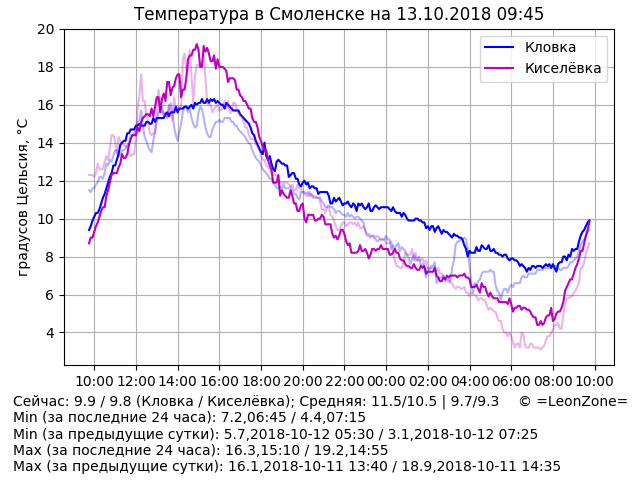 Температура в Смоленске на 13.10.2018 09:45
20
18
16
14
12
10
8
6
4
градусов Цельсия, °C
Кловка
Киселёвка
10:00 12:00 14:00 16:00 18:00 20:00 22:00 00:00 02:00 04:00 06:00 08:00 10:00
Сейчас: 9.9 / 9.8 (Кловка / Киселёвка); Средняя: 11.5/10.5 | 9.7/9.3 © =LeonZone=
Min (за последние 24 часа): 7.2,06:45 / 4.4,07:15
Min (за предыдущие сутки): 5.7,2018-10-12 05:30 / 3.1,2018-10-12 07:25
Max (за последние 24 часа): 16.3,15:10 / 19.2,14:55
Max (за предыдущие сутки): 16.1,2018-10-11 13:40 / 18.9,2018-10-11 14:35